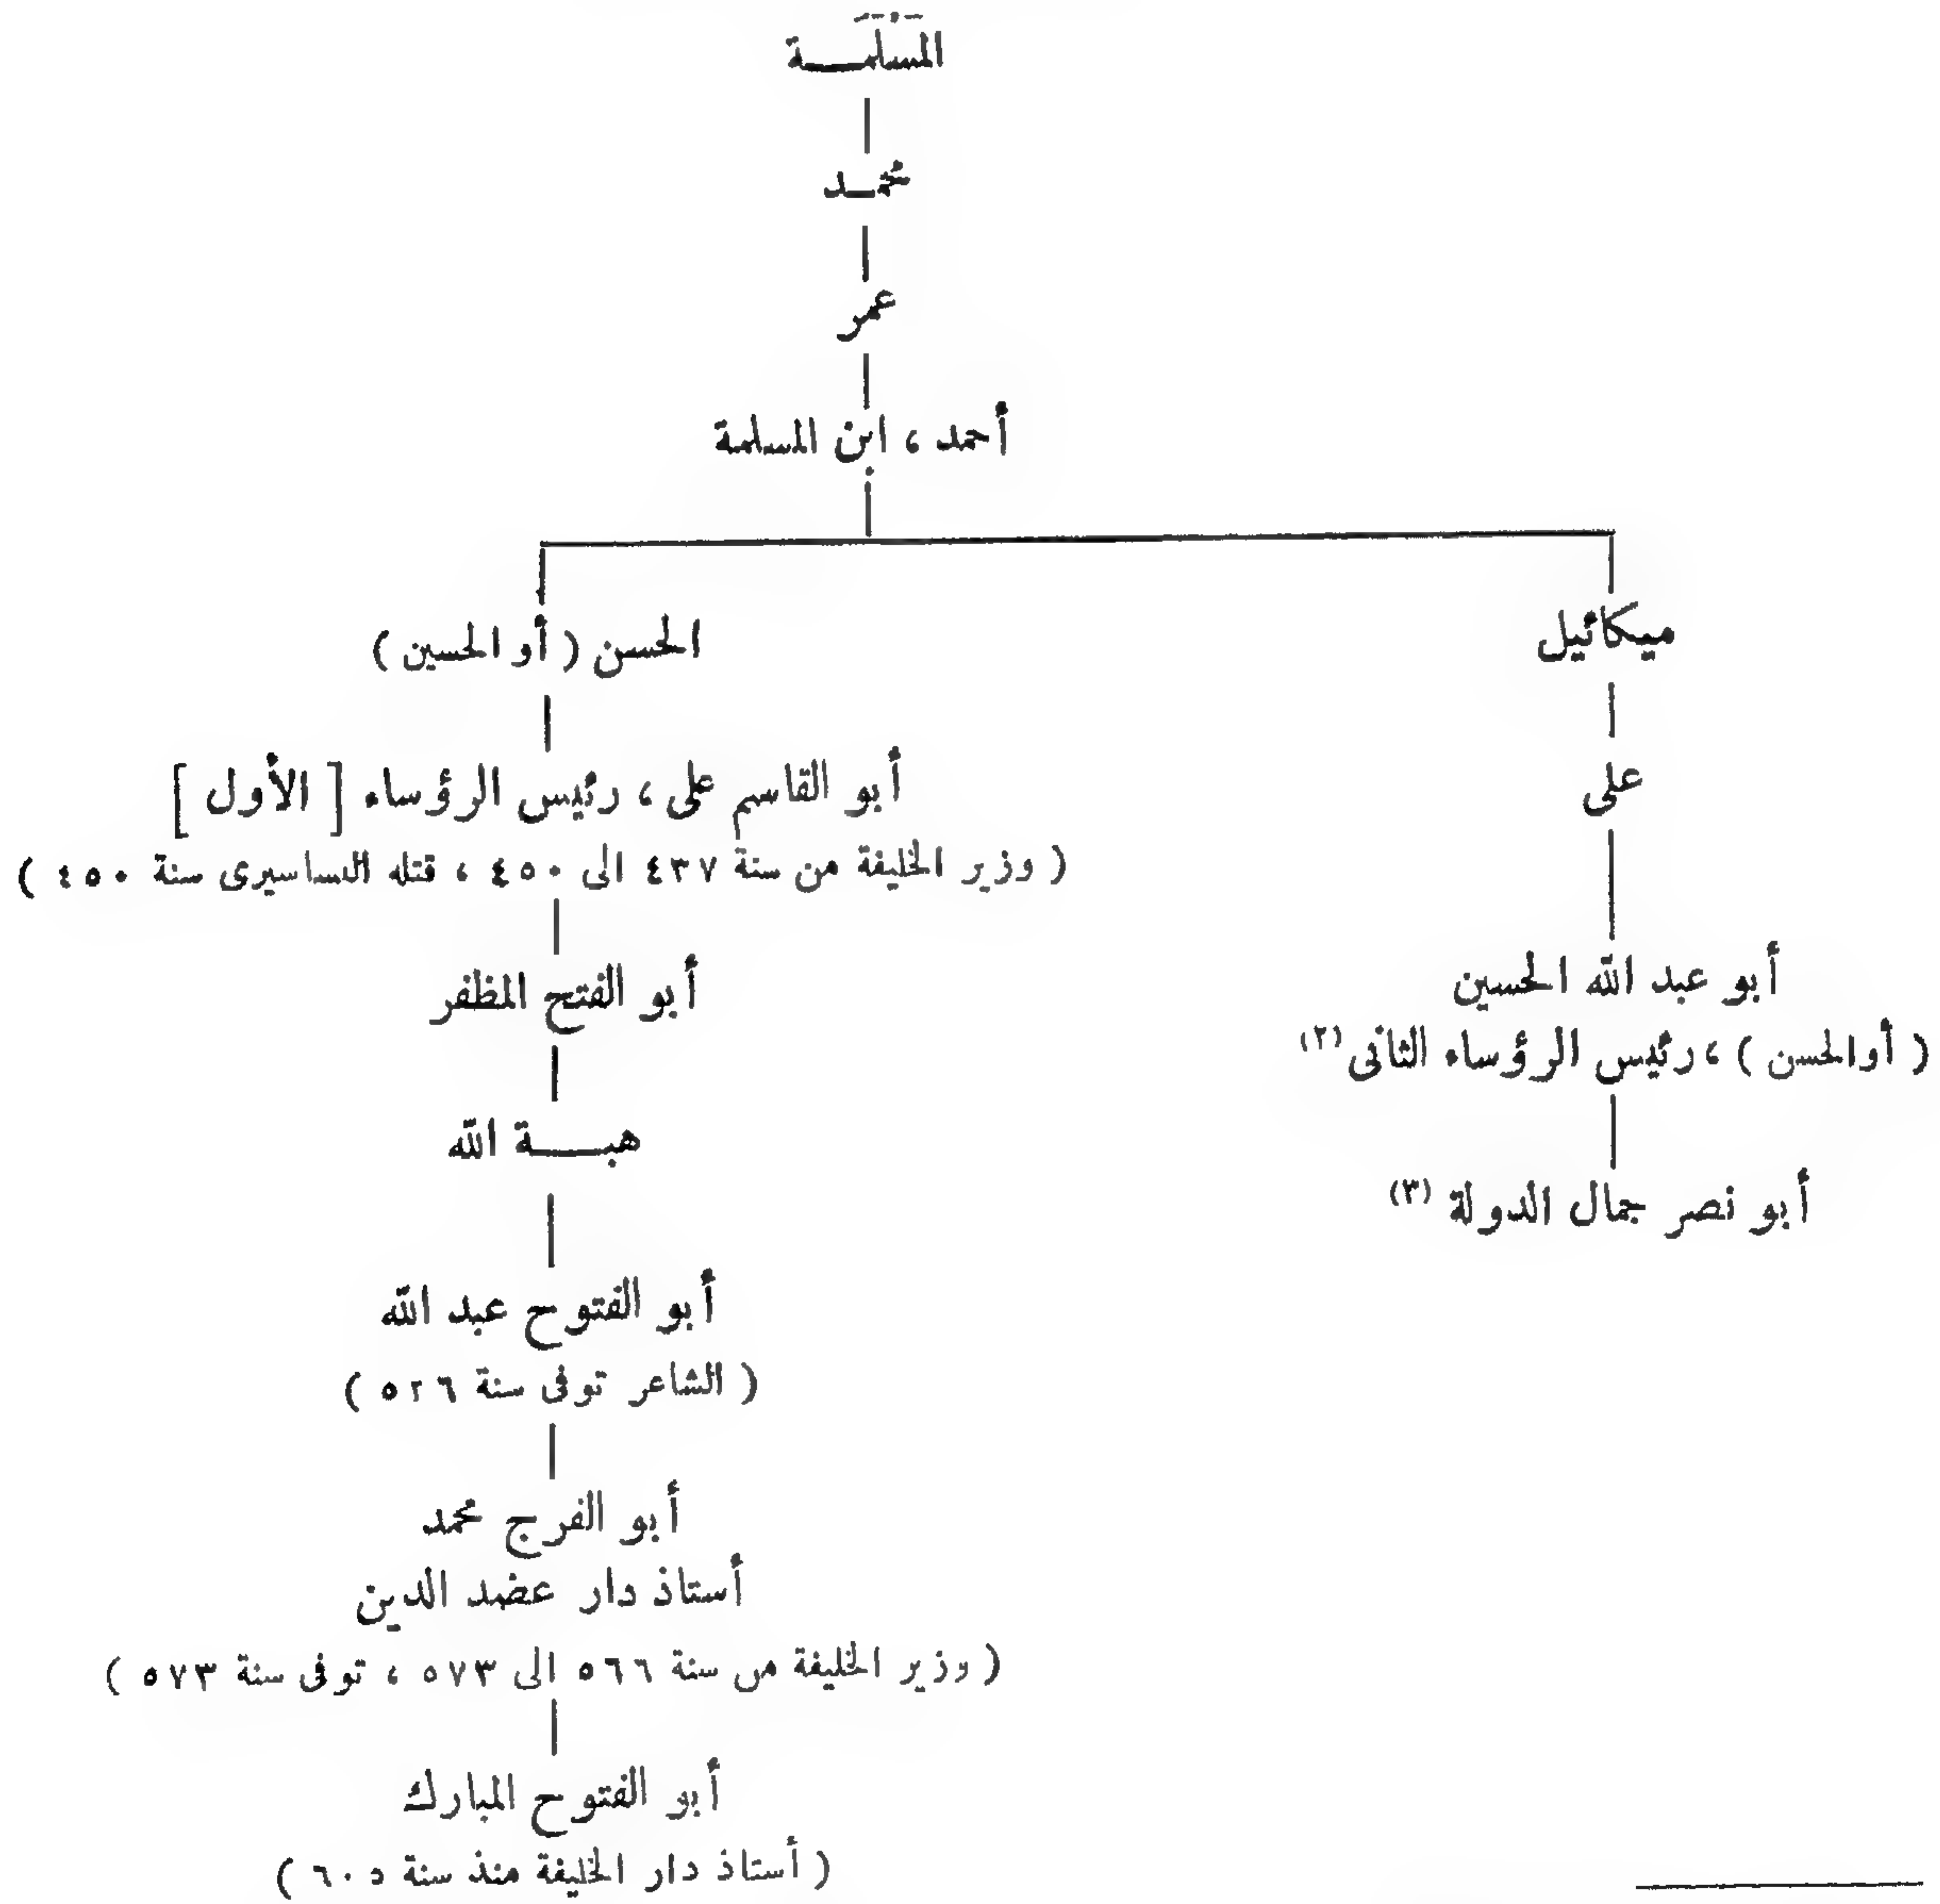 المَسْلَمَـة
محمد
عمر
أحمد، ابن المسلمة
ميكائيل
الحسن (أو الحسين)
على
أبو القاسم على، رئيس الرؤساء [الأول]
(وزير الخليفة من سنة ٤٣٧ الى ٤٥٠، قتله البساسيرى سنة ٤٥٠)
أبو عبد الله الحسين
(أو الحسن)، رئيس الرؤساء الثانى (٢)
أبو الفتح المظفر
هبـة الله
أبو نصر جمال الدولة (٣)
أبو الفتوح عبد الله
(الشاعر توفى سنة ٥٢٦)
أبو الفرج محمد
أستاذ دار عضد الدين
(وزير الخليفة من سنة ٥٦٦ الى ٥٧٣، توفى سنة ٥٧٣)
أبو الفتوح المبارك
(أستاذ دار الخليفة منذ سنة ٦٠٥)